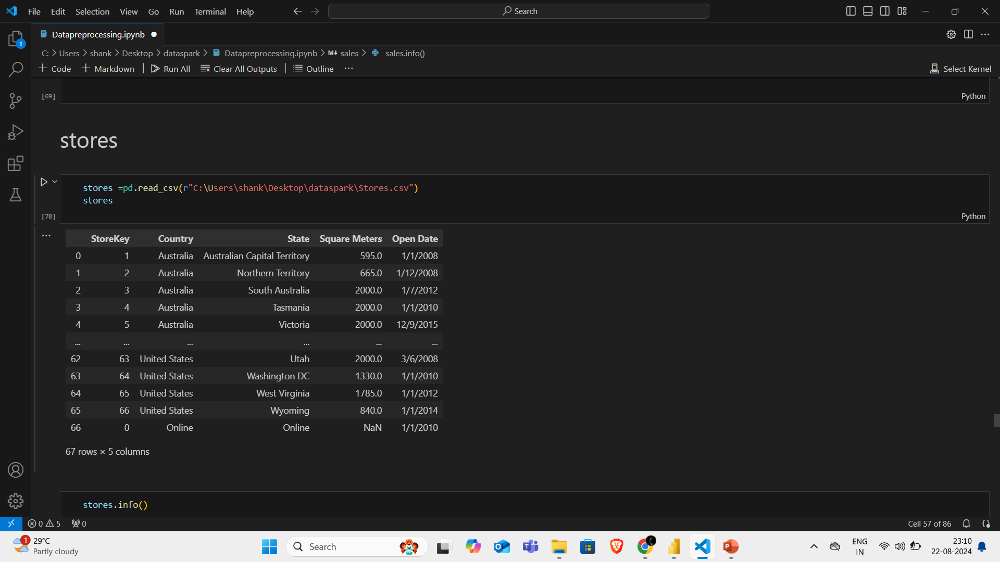 File Edit Selection View Go Run Terminal Help
Search
Datapreprocessing.ipynb
1
C: > Users > shank > Desktop > dataspark > Datapreprocessing.ipynb > M↓ sales > sales.info()
+ Code + Markdown | Run All Clear All Outputs | Outline ...
Select Kernel
[69]
Python
stores
stores =pd.read_csv(r"C:\Users\shank\Desktop\dataspark\Stores.csv")
stores
[78]
Python
StoreKey Country State Square Meters Open Date
0 1 Australia Australian Capital Territory 595.0 1/1/2008
1 2 Australia Northern Territory 665.0 1/12/2008
2 3 Australia South Australia 2000.0 1/7/2012
3 4 Australia Tasmania 2000.0 1/1/2010
4 5 Australia Victoria 2000.0 12/9/2015
... ... ... ... ... ...
62 63 United States Utah 2000.0 3/6/2008
63 64 United States Washington DC 1330.0 1/1/2010
64 65 United States West Virginia 1785.0 1/1/2012
65 66 United States Wyoming 840.0 1/1/2014
66 0 Online Online NaN 1/1/2010
67 rows × 5 columns
stores.info()
0 5 0
Cell 57 of 86
1
29°C
Partly cloudy
Search
ENG
IN
23:10
22-08-2024